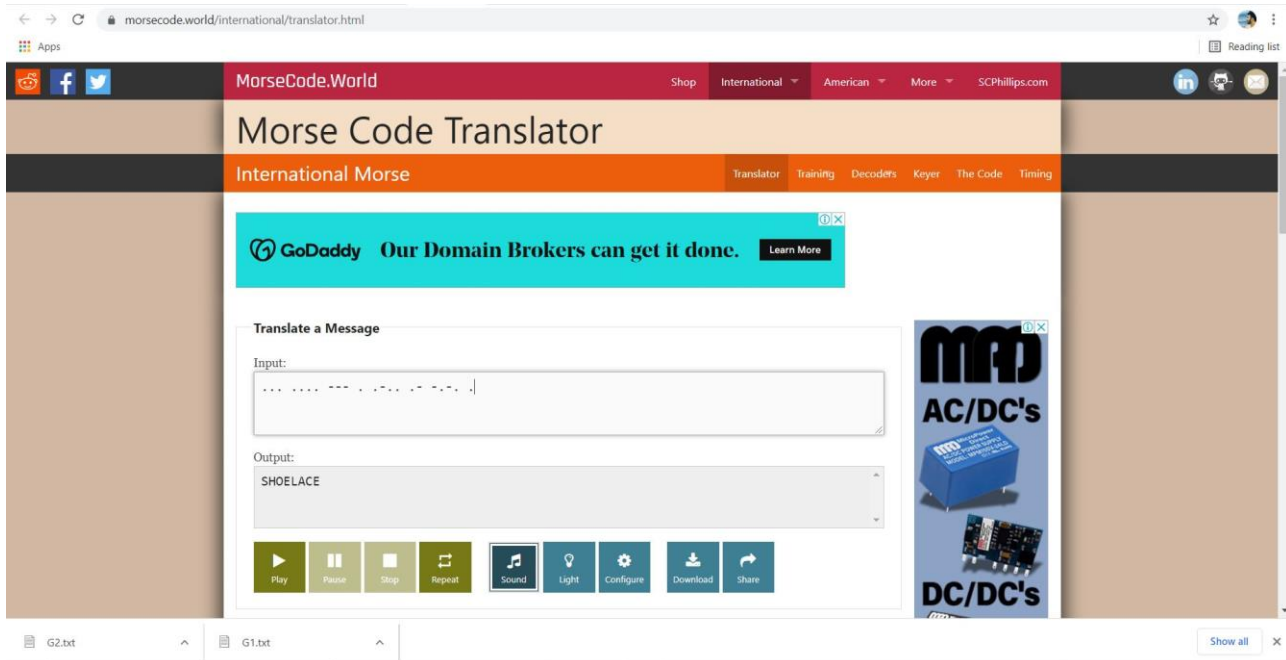 morsecode.world/international/translator.html
Apps
Reading list
MorseCode.World
Shop International American More SCPhillips.com
Morse Code Translator
International Morse
Translator Training Decoders Keyer The Code Timing
GoDaddy Our Domain Brokers can get it done. Learn More
Translate a Message
Input:
... .... --- . .-.. .- -.-. .
Output:
SHOELACE
Play Pause Stop Repeat Sound Light Configure Download Share
MPD
AC/DC's
DC/DC's
G2.txt G1.txt Show all